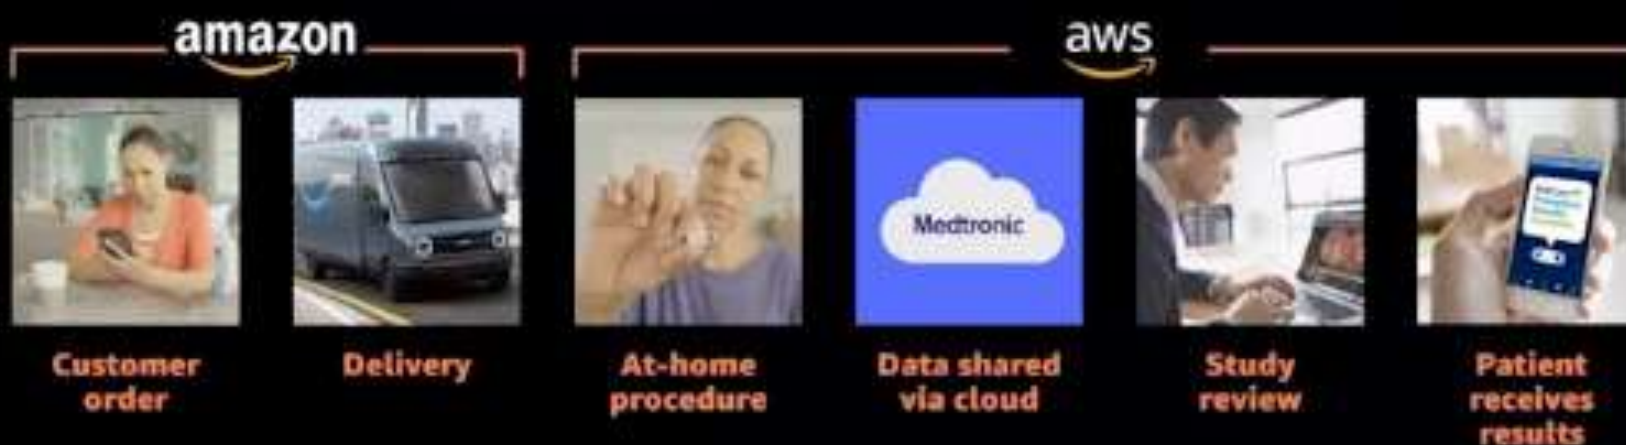 amazon
aws
Medtronic
Customer
order
Delivery
At-home
procedure
Data shared
via cloud
Study
review
Patient
receives
results